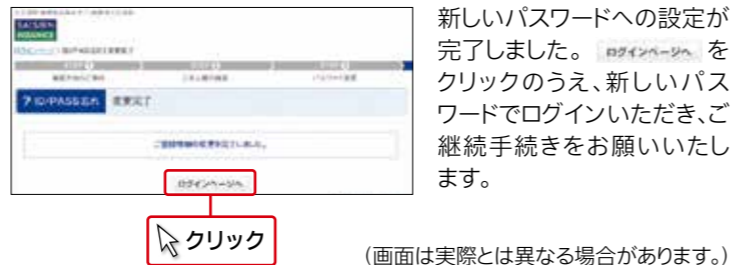 SAISON
INSURANCE
? ID/PASS忘れ 変更完了
ご登録情報の変更を完了しました。
ログインページへ
クリック
新しいパスワードへの設定が
完了しました。 ログインページへ を
クリックのうえ、新しいパス
ワードでログインいただき、ご
継続手続きをお願いいたし
ます。
(画面は実際とは異なる場合があります。)